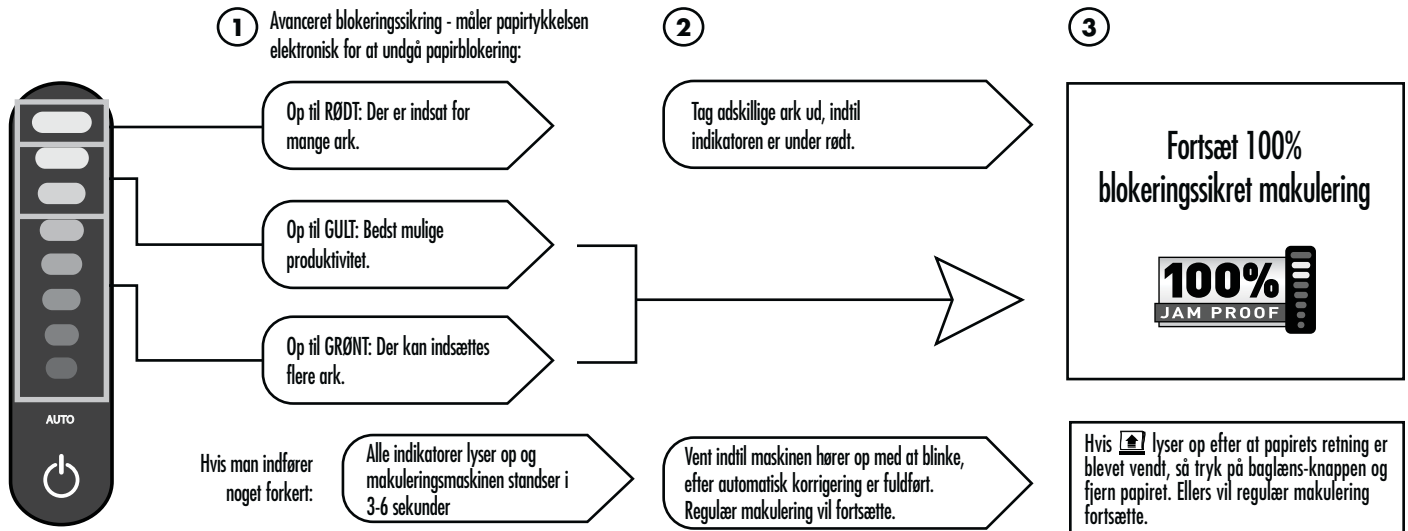 1
Avanceret blokeringssikring - måler papirtykkelsen
elektronisk for at undgå papirblokering:
2
3
Op til RØDT: Der er indsat for
mange ark.
Tag adskillige ark ud, indtil
indikatoren er under rødt.
Fortsæt 100%
blokeringssikret makulering
Op til GULT: Bedst mulige
produktivitet.
100%
JAM PROOF
Op til GRØNT: Der kan indsættes
flere ark.
AUTO
Hvis man indfører
noget forkert:
Alle indikatorer lyser op og
makuleringsmaskinen standser i
3-6 sekunder
Vent indtil maskinen hører op med at blinke,
efter automatisk korrigering er fuldført.
Regulær makulering vil fortsætte.
Hvis lyser op efter at papirets retning er
blevet vendt, så tryk på baglæns-knappen og
fjern papiret. Ellers vil regulær makulering
fortsætte.